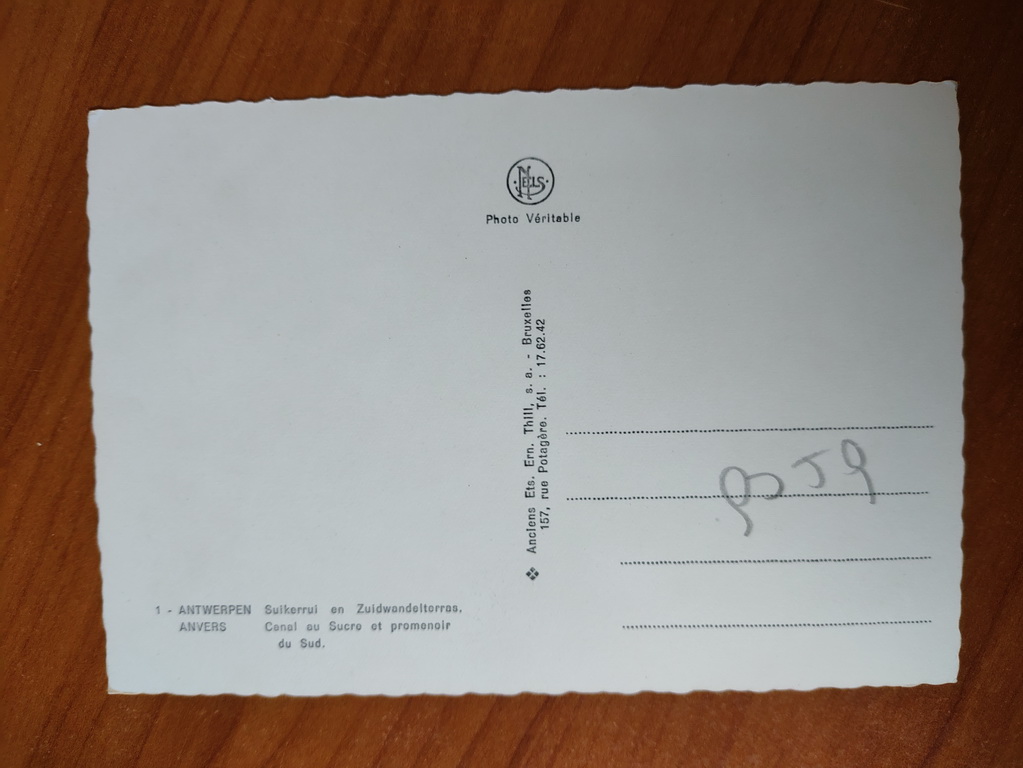 NELS
Photo Véritable
Anciens Ets. Ern. Thill, s. a. - Bruxelles
157, rue Potagère. Tél. : 17.62.42
1 - ANTWERPEN Suikerrui en Zuidwandelterras.
ANVERS Canal au Sucre et promenoir
du Sud.